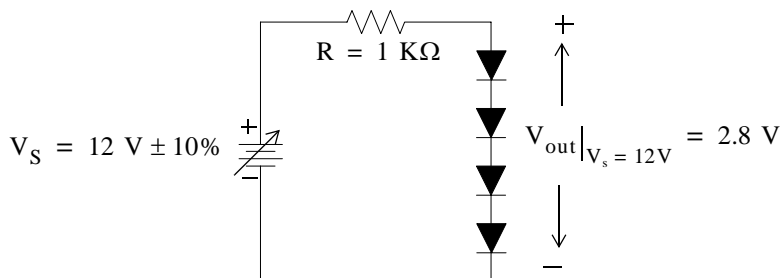 +
R = 1 KΩ
+
V_S = 12 V ± 10%
−
V_out|_{V_s = 12V} = 2.8 V
−